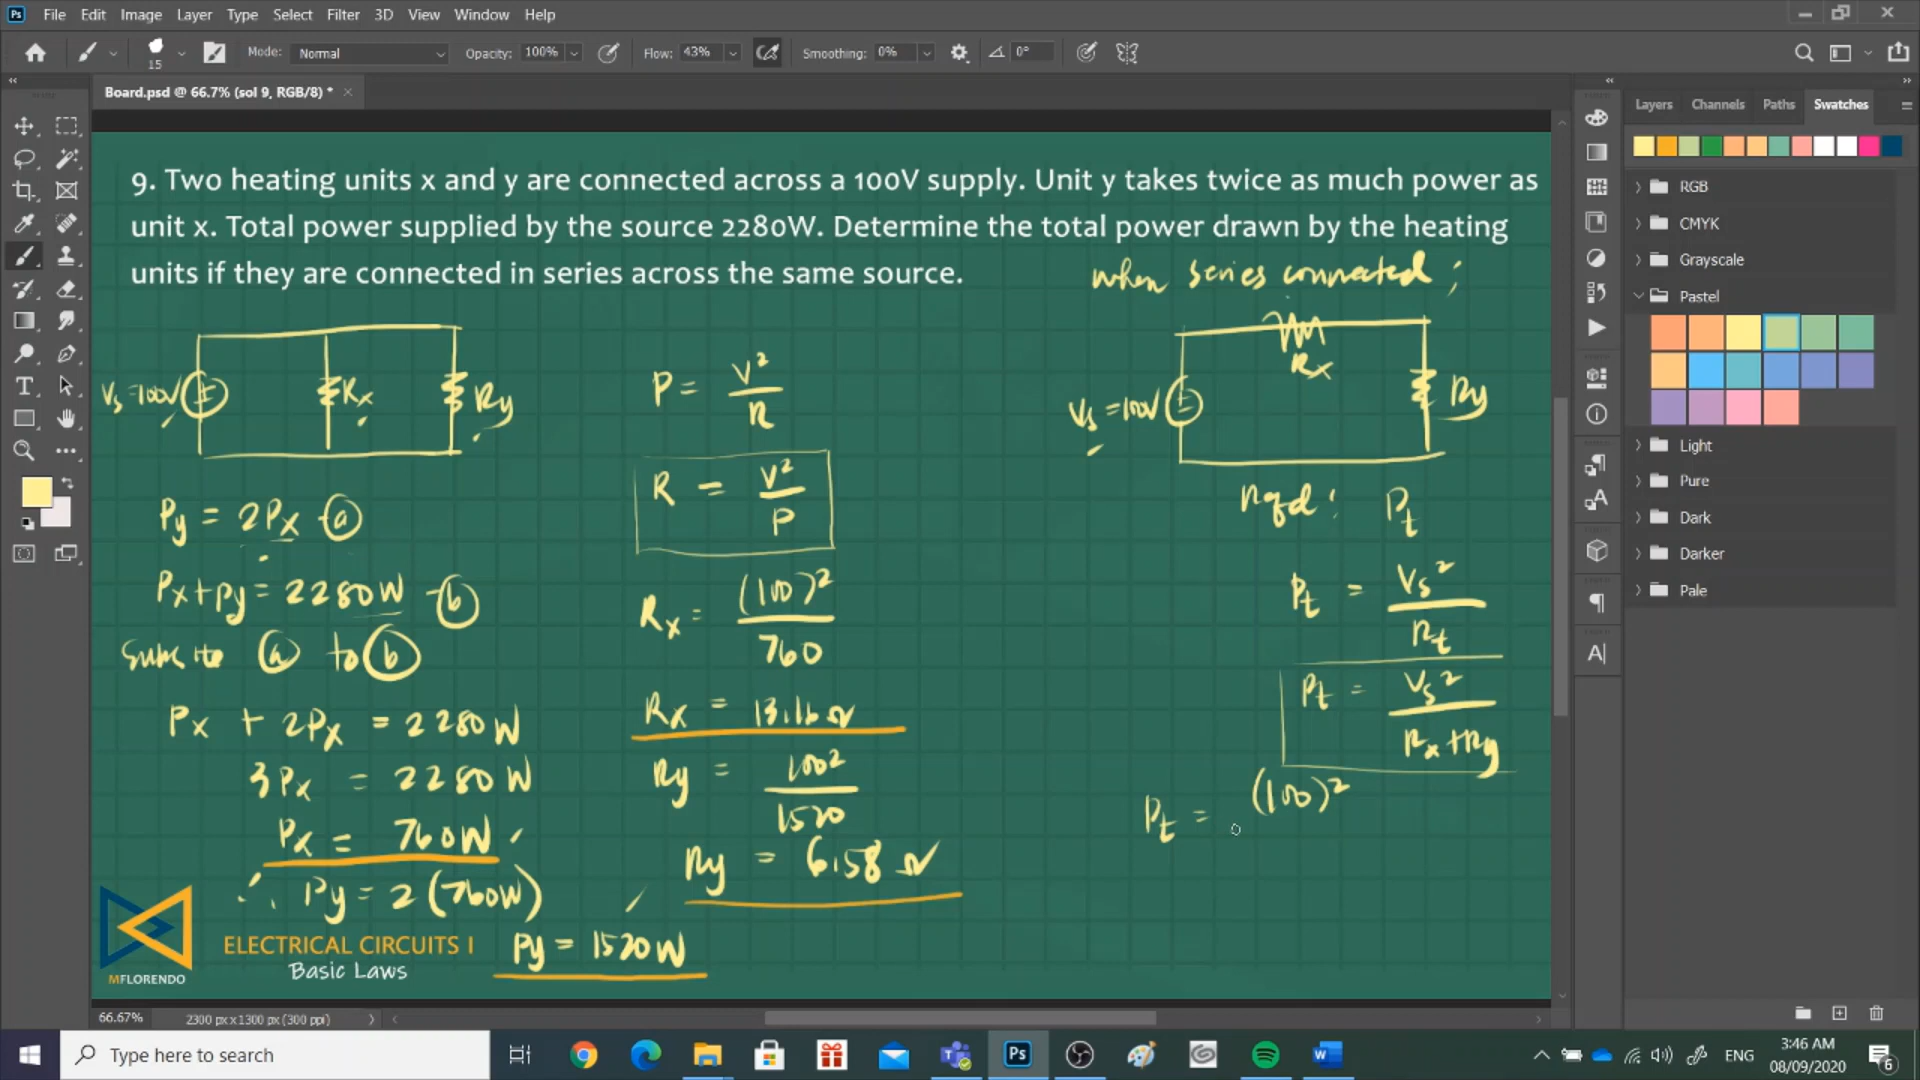 Ps File Edit Image Layer Type Select Filter 3D View Window Help
15 Mode: Normal Opacity: 100% Flow: 43% Smoothing: 0% 0°
Board.psd @ 66.7% (sol 9, RGB/8) * ×
9. Two heating units x and y are connected across a 100V supply. Unit y takes twice as much power as
unit x. Total power supplied by the source 2280W. Determine the total power drawn by the heating
units if they are connected in series across the same source.
when series connected;
Vs=100V Rx Ry
Py = 2Px - a
Px+Py = 2280W - b
a to b
Px + 2Px = 2280W
3Px = 2280 W
Px = 760W
∴ Py = 2 (760W)
Py = 1520W
P = V²/R
R = V²/P
Rx = (100)²/760
Rx = 13.16 Ω
Ry = 100²/1520
Ry = 6.58 Ω
Vs=100V Rx Ry
rqd: Pt
Pt = Vs²/Rt
Pt = Vs²/Rx+Ry
Pt = (100)²
MFLORENDO
ELECTRICAL CIRCUITS I
Basic Laws
Layers Channels Paths Swatches
RGB
CMYK
Grayscale
Pastel
Light
Pure
Dark
Darker
Pale
66.67% 2300 px x 1300 px (300 ppi)
Type here to search
Ps
ENG
3:46 AM
08/09/2020
6